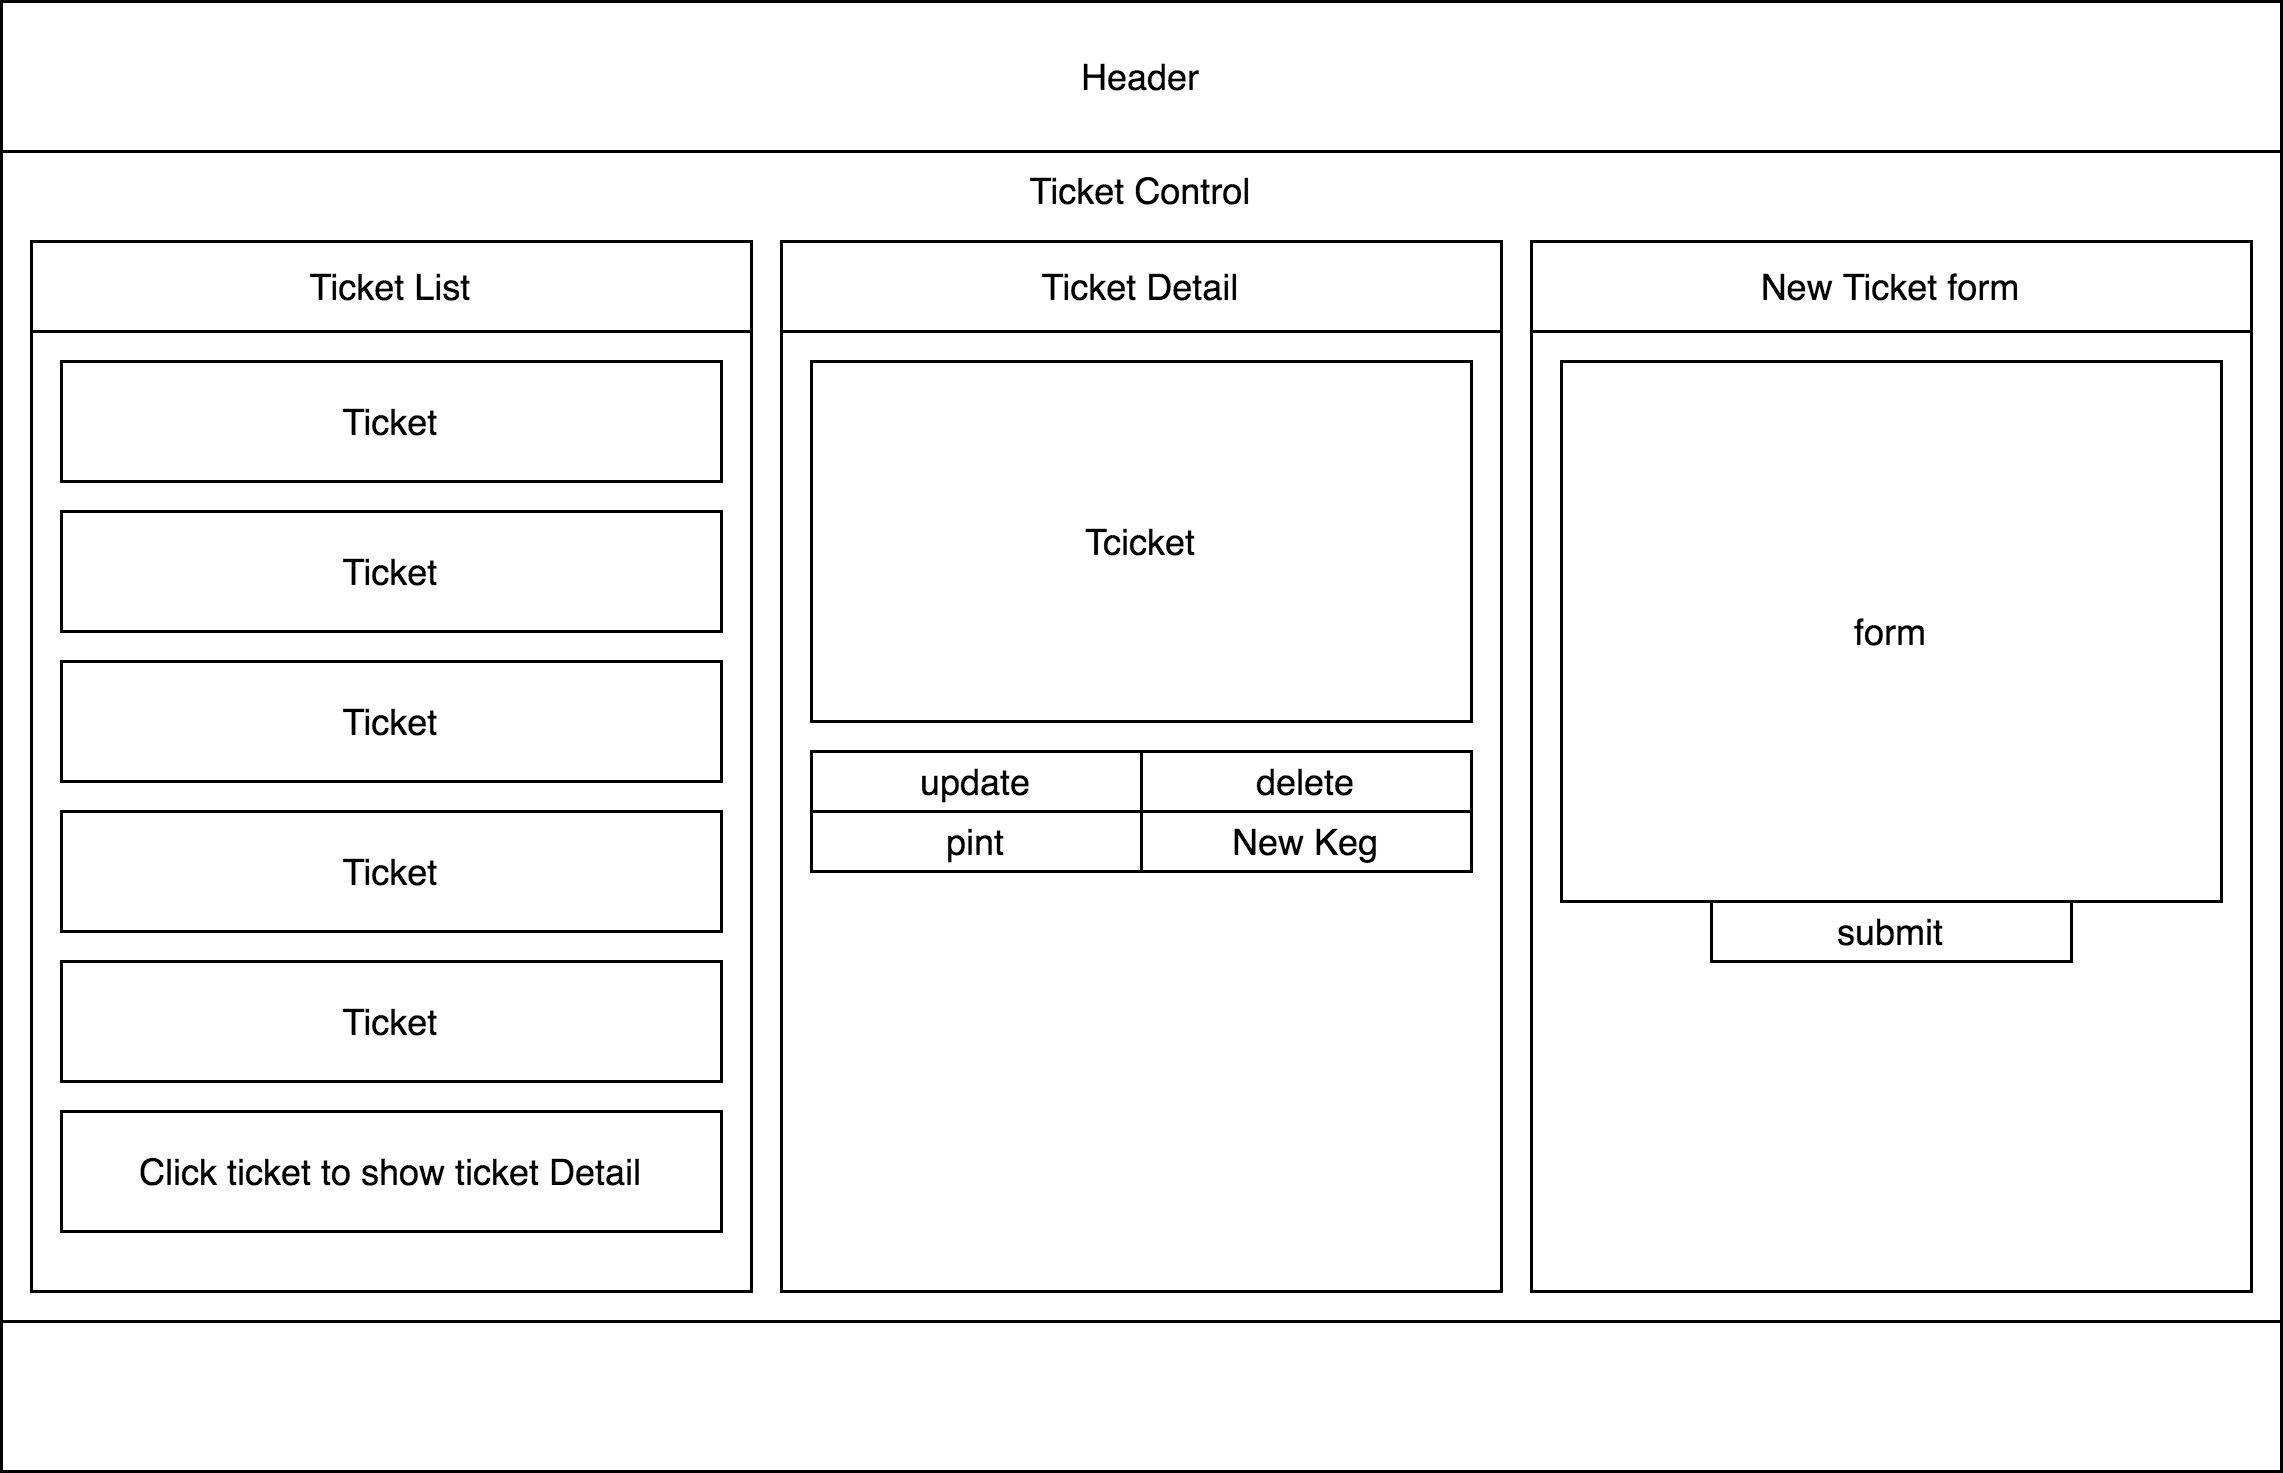 Header
Ticket Control
Ticket List
Ticket
Ticket
Ticket
Ticket
Ticket
Click ticket to show ticket Detail
Ticket Detail
Tcicket
update
delete
pint
New Keg
New Ticket form
form
submit